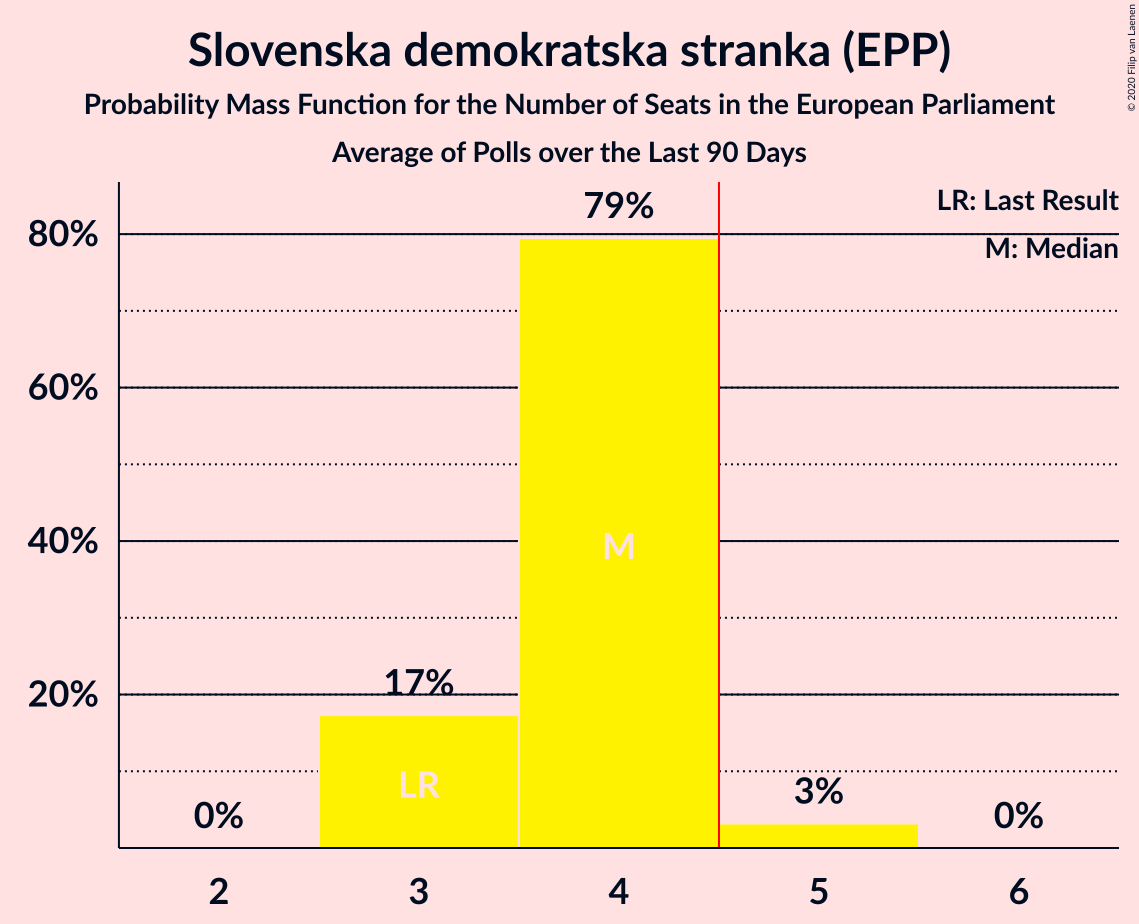 Slovenska demokratska stranka (EPP)
Probability Mass Function for the Number of Seats in the European Parliament
Average of Polls over the Last 90 Days
© 2020 Filip van Laenen
LR: Last Result
M: Median
80%
60%
40%
20%
0%
17%
79%
3%
0%
LR
M
2
3
4
5
6